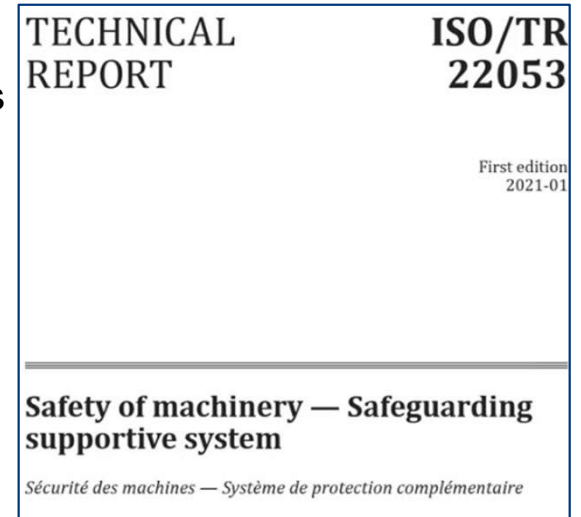 TECHNICAL
REPORT
ISO/TR
22053
First edition
2021-01
Safety of machinery — Safeguarding
supportive system
Sécurité des machines — Système de protection complémentaire